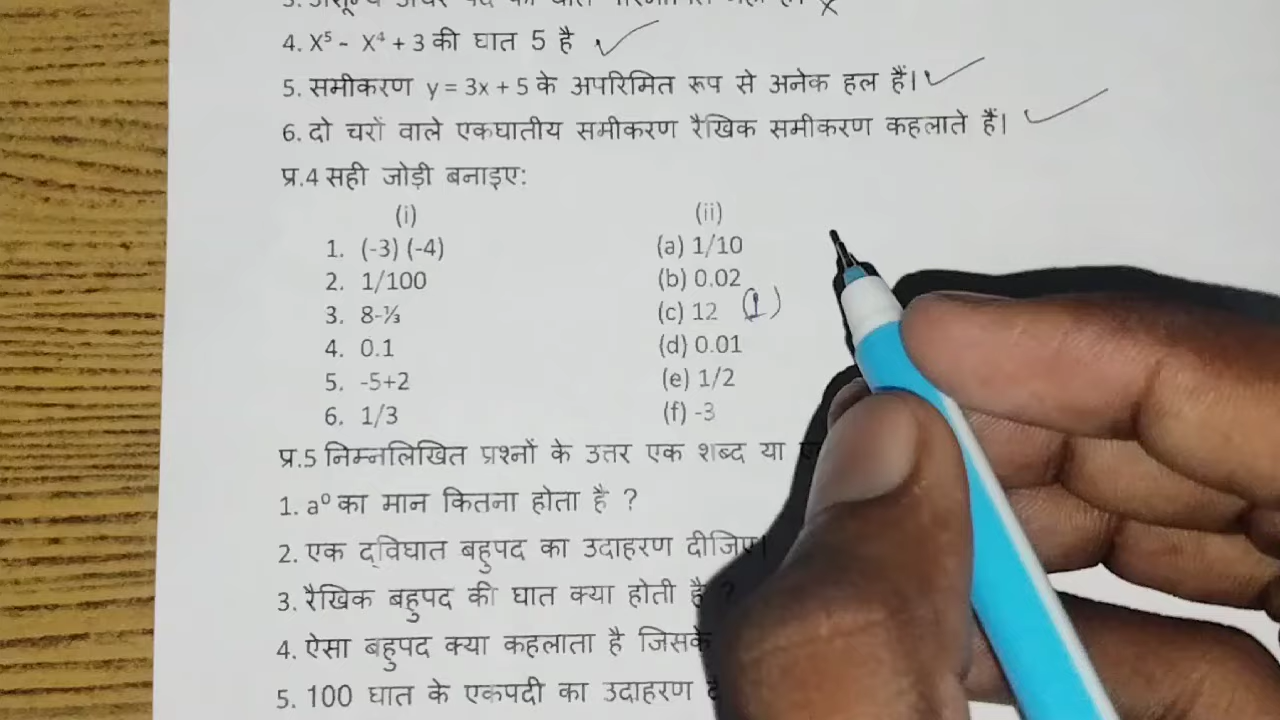 4. X⁵ - X⁴ + 3 की घात 5 है ✓
5. समीकरण y = 3x + 5 के अपरिमित रूप से अनेक हल हैं। ✓
6. दो चरों वाले एकघातीय समीकरण रैखिक समीकरण कहलाते हैं। ✓
प्र.4 सही जोड़ी बनाइए:
(i) (ii)
1. (-3) (-4) (a) 1/10
2. 1/100 (b) 0.02
3. 8-⅓ (c) 12 (1)
4. 0.1 (d) 0.01
5. -5+2 (e) 1/2
6. 1/3 (f) -3
प्र.5 निम्नलिखित प्रश्नों के उत्तर एक शब्द या
1. a⁰ का मान कितना होता है ?
2. एक द्विघात बहुपद का उदाहरण दीजिए।
3. रैखिक बहुपद की घात क्या होती है ?
4. ऐसा बहुपद क्या कहलाता है जिसके
5. 100 घात के एकपदी का उदाहरण